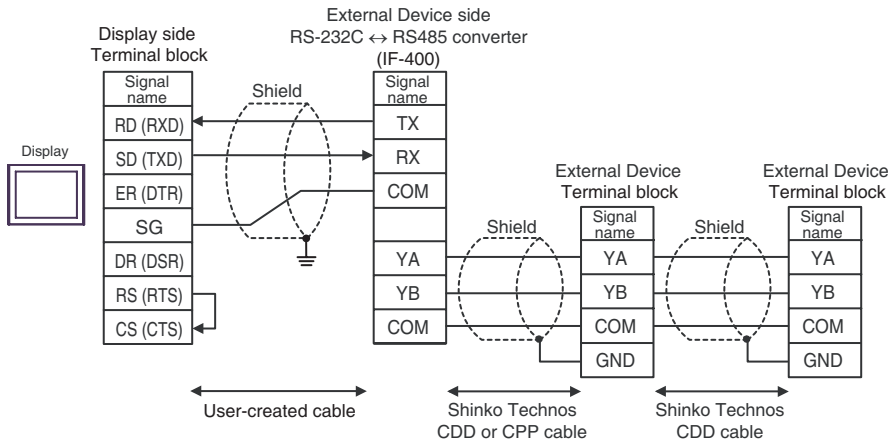 External Device side
RS-232C ↔ RS485 converter
(IF-400)
Display side
Terminal block
Signal
name
RD (RXD)
SD (TXD)
ER (DTR)
SG
DR (DSR)
RS (RTS)
CS (CTS)
Display
Shield
Signal
name
TX
RX
COM
YA
YB
COM
Shield
External Device
Terminal block
Signal
name
YA
YB
COM
GND
Shield
External Device
Terminal block
Signal
name
YA
YB
COM
GND
User-created cable
Shinko Technos
CDD or CPP cable
Shinko Technos
CDD cable